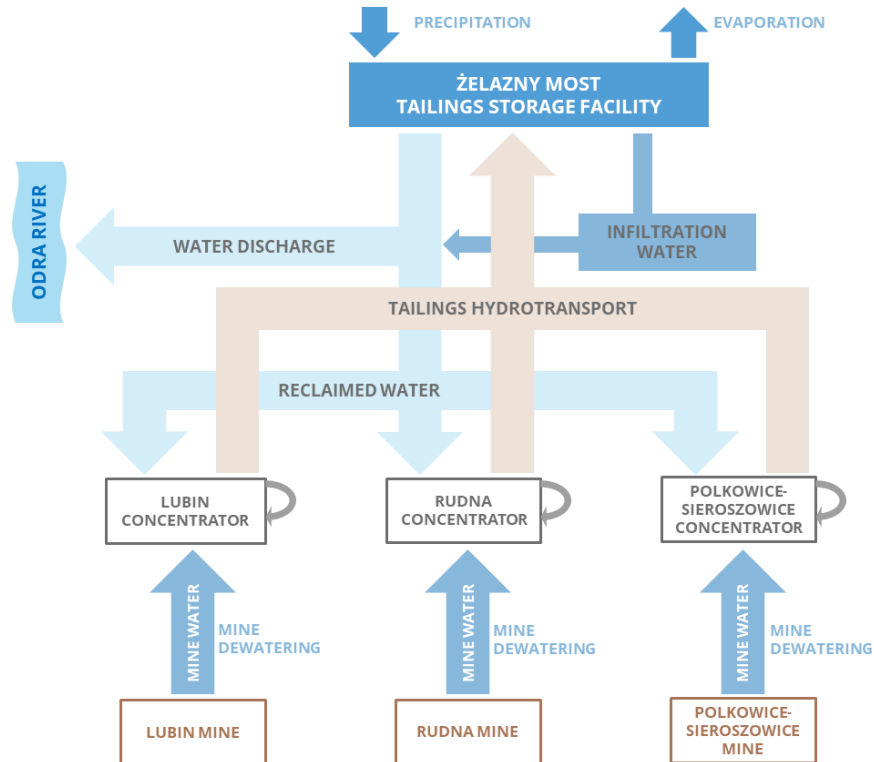 PRECIPITATION
EVAPORATION
ŻELAZNY MOST
TAILINGS STORAGE FACILITY
ODRA RIVER
WATER DISCHARGE
INFILTRATION
WATER
TAILINGS HYDROTRANSPORT
RECLAIMED WATER
LUBIN
CONCENTRATOR
RUDNA
CONCENTRATOR
POLKOWICE-
SIEROSZOWICE
CONCENTRATOR
MINE WATER
MINE
DEWATERING
MINE WATER
MINE
DEWATERING
MINE WATER
MINE
DEWATERING
LUBIN MINE
RUDNA MINE
POLKOWICE-
SIEROSZOWICE
MINE